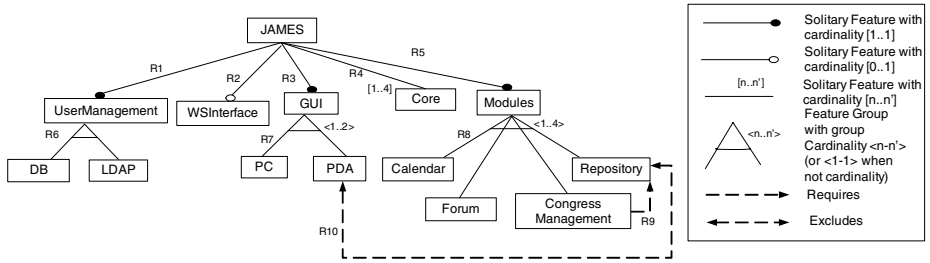 JAMES
R1
R2
R3
R4
R5
[1..4]
UserManagement
WSInterface
GUI
Core
Modules
R6
R7
<1..2>
R8
<1..4>
DB
LDAP
PC
PDA
Calendar
Repository
Forum
Congress
Management
R9
R10
Solitary Feature with
cardinality [1..1]
Solitary Feature with
cardinality [0..1]
[n..n']
Solitary Feature with
cardinality [n..n']
<n..n'>
Feature Group
with group
Cardinality <n-n'>
(or <1-1> when
not cardinality)
Requires
Excludes